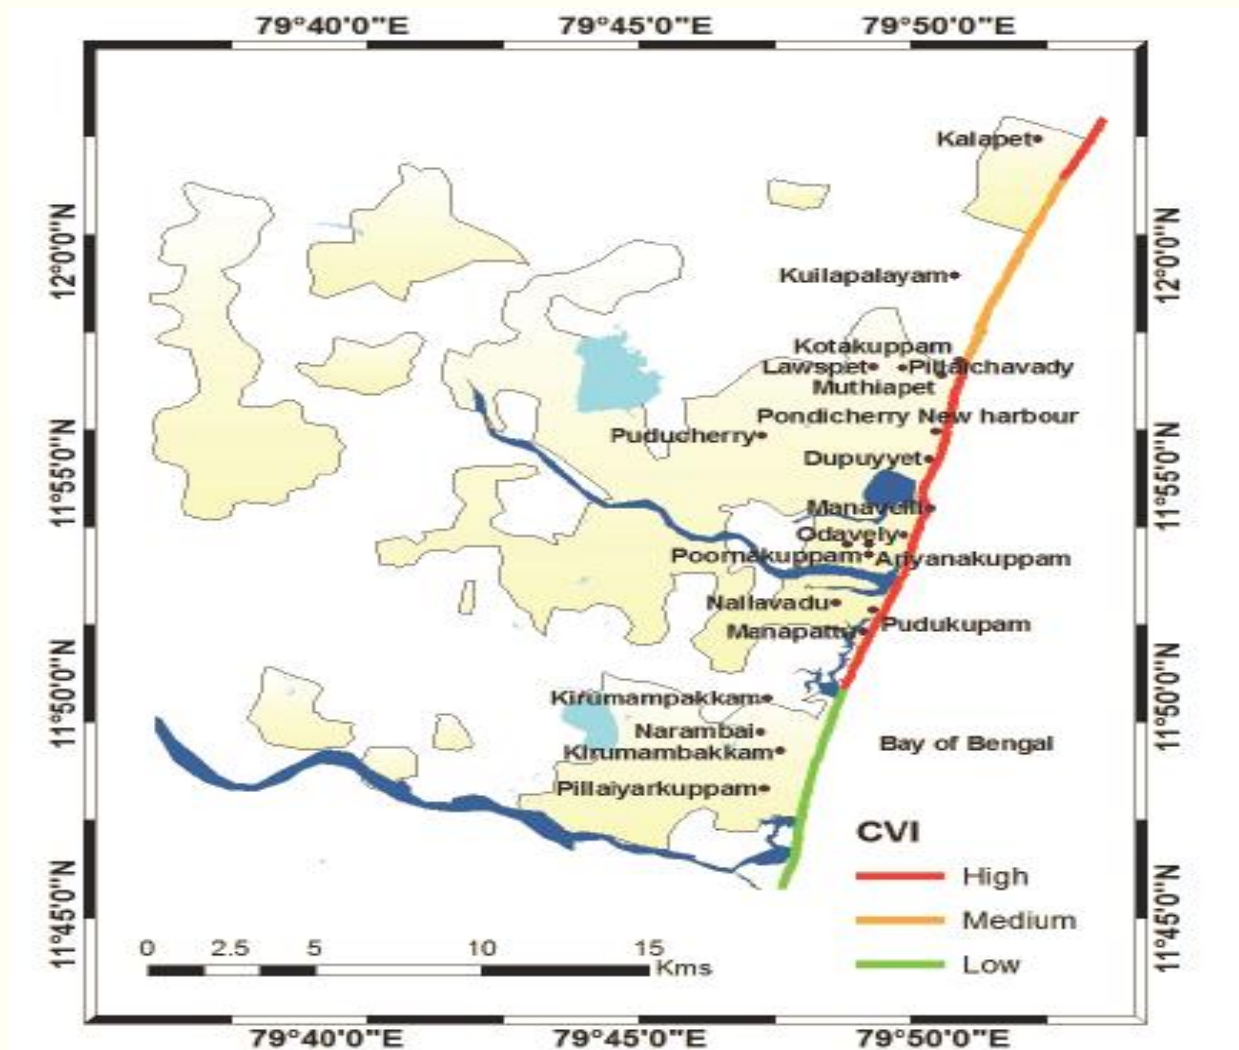 79°40'0"E 79°45'0"E 79°50'0"E
Kalapet
12°0'0"N
12°0'0"N
Kuilapalayam
Kotakuppam
Lawspet
Pillaichavady
Muthiapet
Pondicherry New harbour
Puducherry
11°55'0"N
11°55'0"N
Dupuyyet
Manavelli
Odavely
Poornakuppam
Ariyanakuppam
Nallavadu
Pudukupam
Manapattu
11°50'0"N
11°50'0"N
Kirumampakkam
Narambai
Kirumambakkam
Bay of Bengal
Pillaiyarkuppam
CVI
High
Medium
Low
11°45'0"N
11°45'0"N
0 2.5 5 10 15
Kms
79°40'0"E 79°45'0"E 79°50'0"E